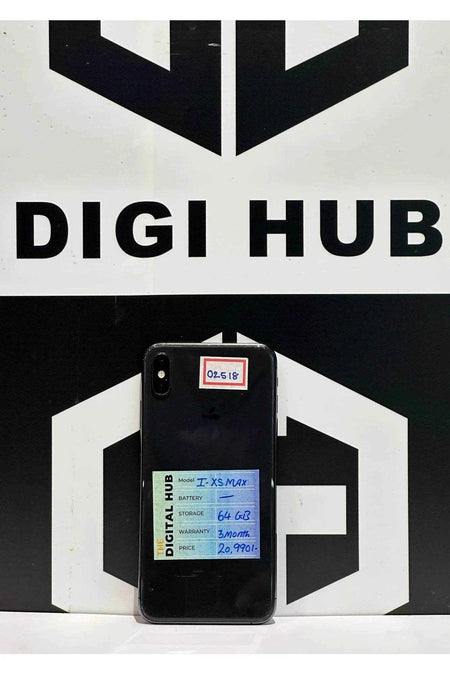 DIGI HUB
02518
THE DIGITAL HUB
Model I-XS MAX
BATTERY —
STORAGE 64 GB
WARRANTY 3 month
PRICE 20,990/-